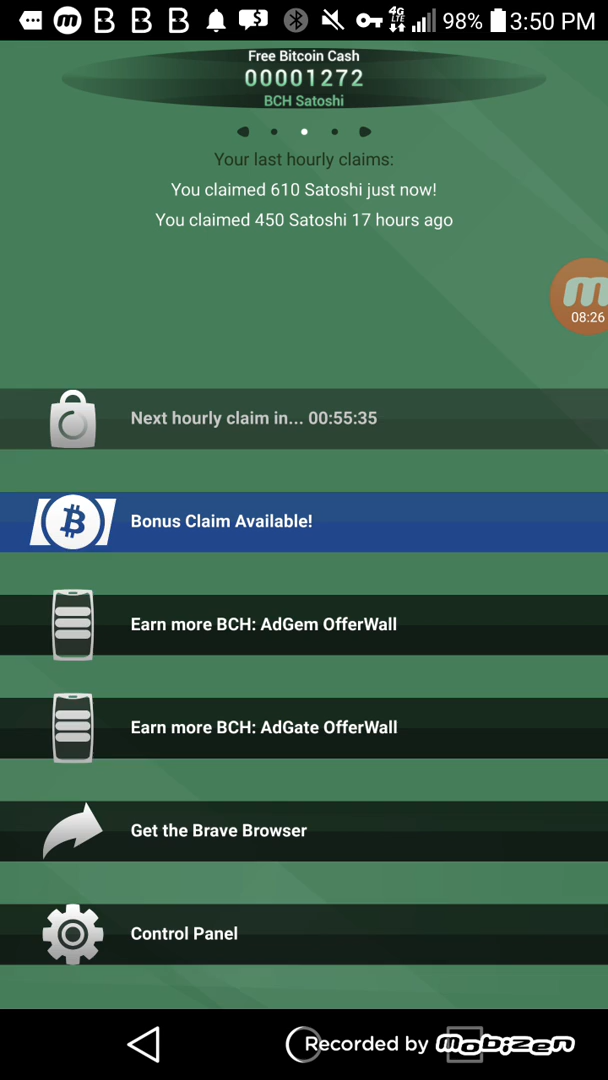 98% 3:50 PM
4G
LTE
Free Bitcoin Cash
00001272
BCH Satoshi
Your last hourly claims:
You claimed 610 Satoshi just now!
You claimed 450 Satoshi 17 hours ago
m
08:26
Next hourly claim in... 00:55:35
Bonus Claim Available!
Earn more BCH: AdGem OfferWall
Earn more BCH: AdGate OfferWall
Get the Brave Browser
Control Panel
Recorded by Mobizen